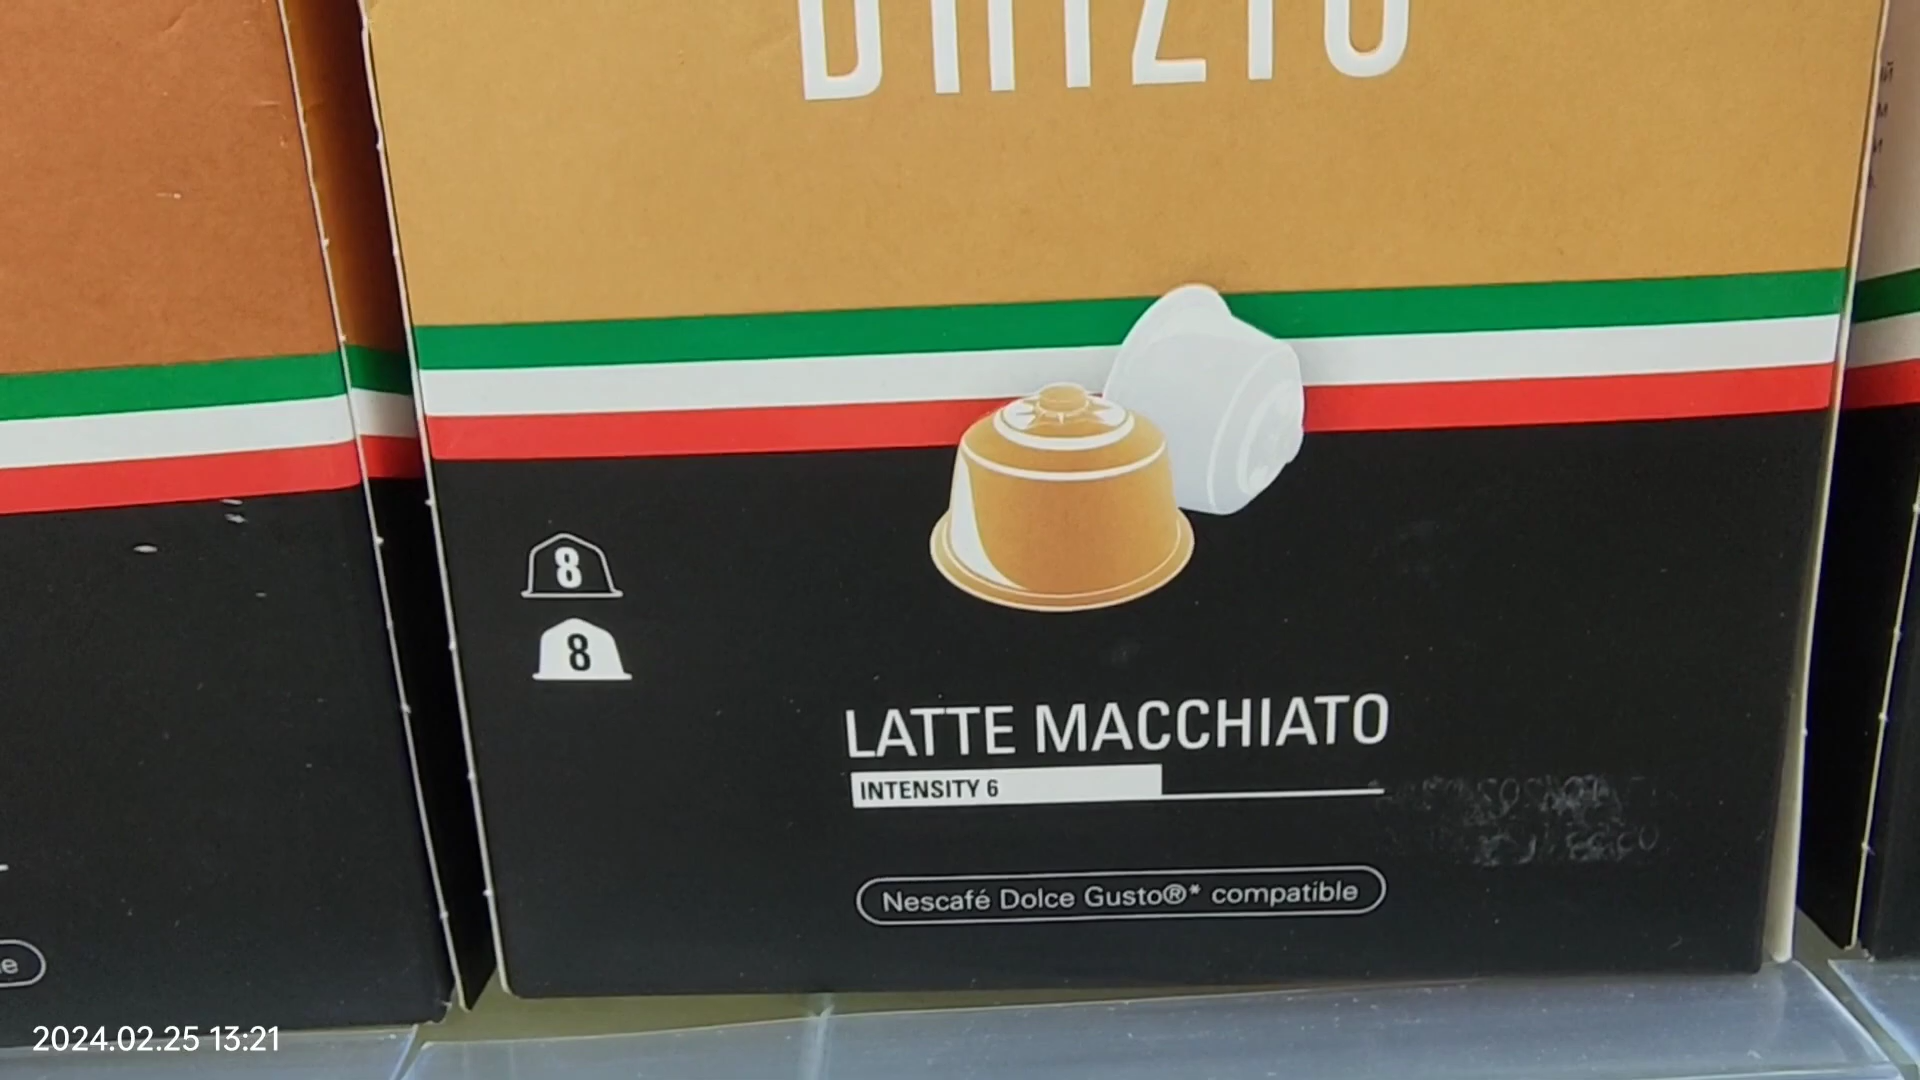 8
8
LATTE MACCHIATO
INTENSITY 6
Nescafé Dolce Gusto®* compatible
2024.02.25 13:21